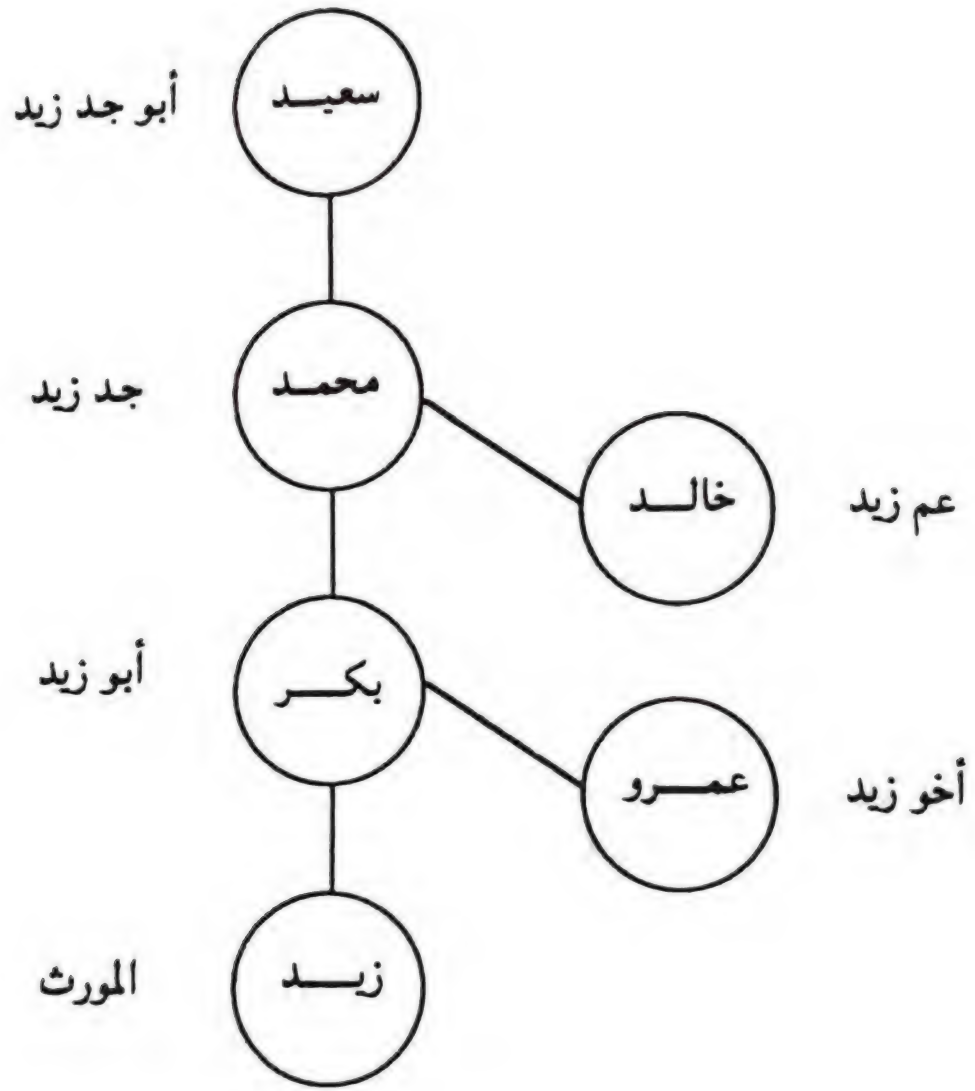 سعيد
أبو جد زيد
محمد
جد زيد
عم زيد
خالد
بكر
أبو زيد
أخو زيد
عمرو
زيد
المورث